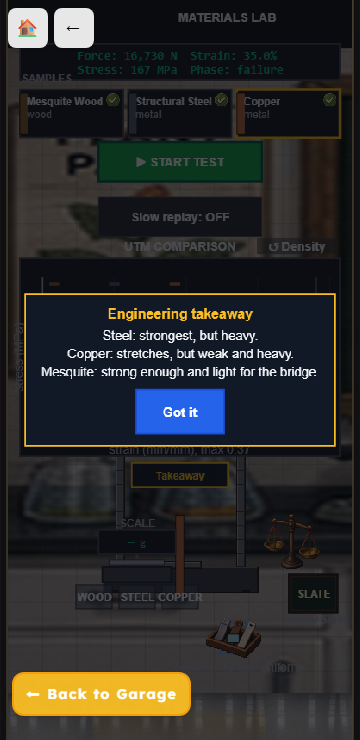 MATERIALS LAB
←
Force: 16,730 N Strain: 35.0%
Stress: 167 MPa Phase: failure
SAMPLES
Mesquite Wood
wood
Structural Steel
metal
Copper
metal
▶ START TEST
Slow replay: OFF
UTM COMPARISON
↺ Density
Engineering takeaway
Steel: strongest, but heavy.
Copper: stretches, but weak and heavy.
Mesquite: strong enough and light for the bridge
Got it
strain (mm/mm), max 0.37
Takeaway
SCALE
– g
WOOD STEEL COPPER
SLATE
← Back to Garage